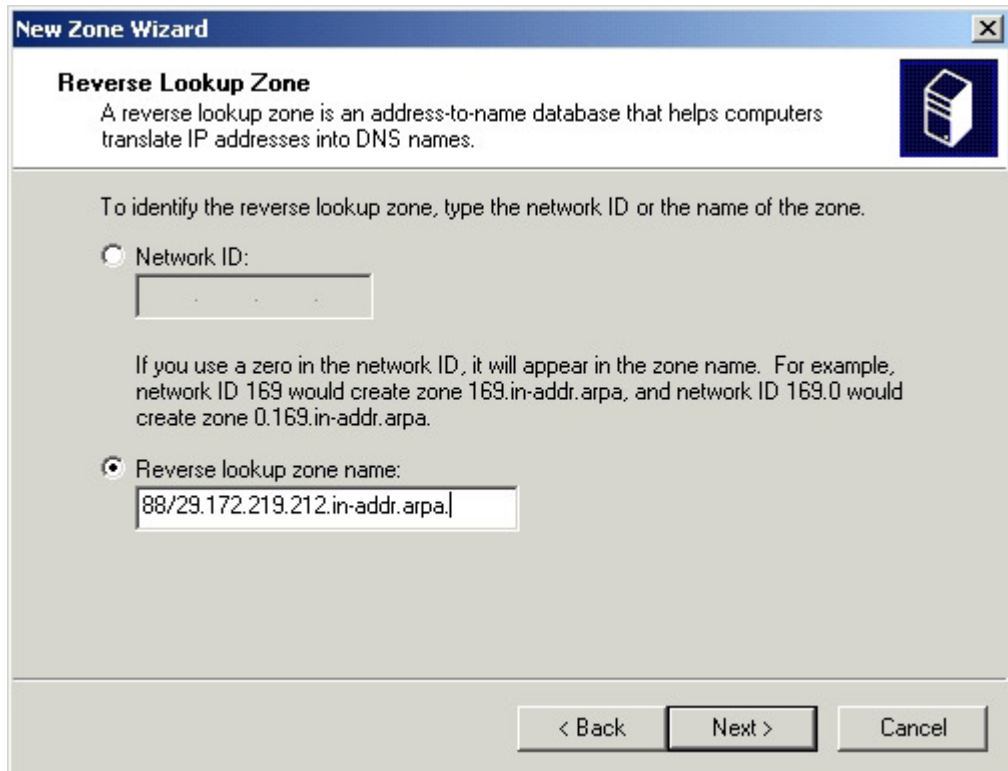 New Zone Wizard
Reverse Lookup Zone
A reverse lookup zone is an address-to-name database that helps computers
translate IP addresses into DNS names.
To identify the reverse lookup zone, type the network ID or the name of the zone.
Network ID:
. . .
If you use a zero in the network ID, it will appear in the zone name. For example,
network ID 169 would create zone 169.in-addr.arpa, and network ID 169.0 would
create zone 0.169.in-addr.arpa.
Reverse lookup zone name:
88/29.172.219.212.in-addr.arpa.
< Back Next > Cancel